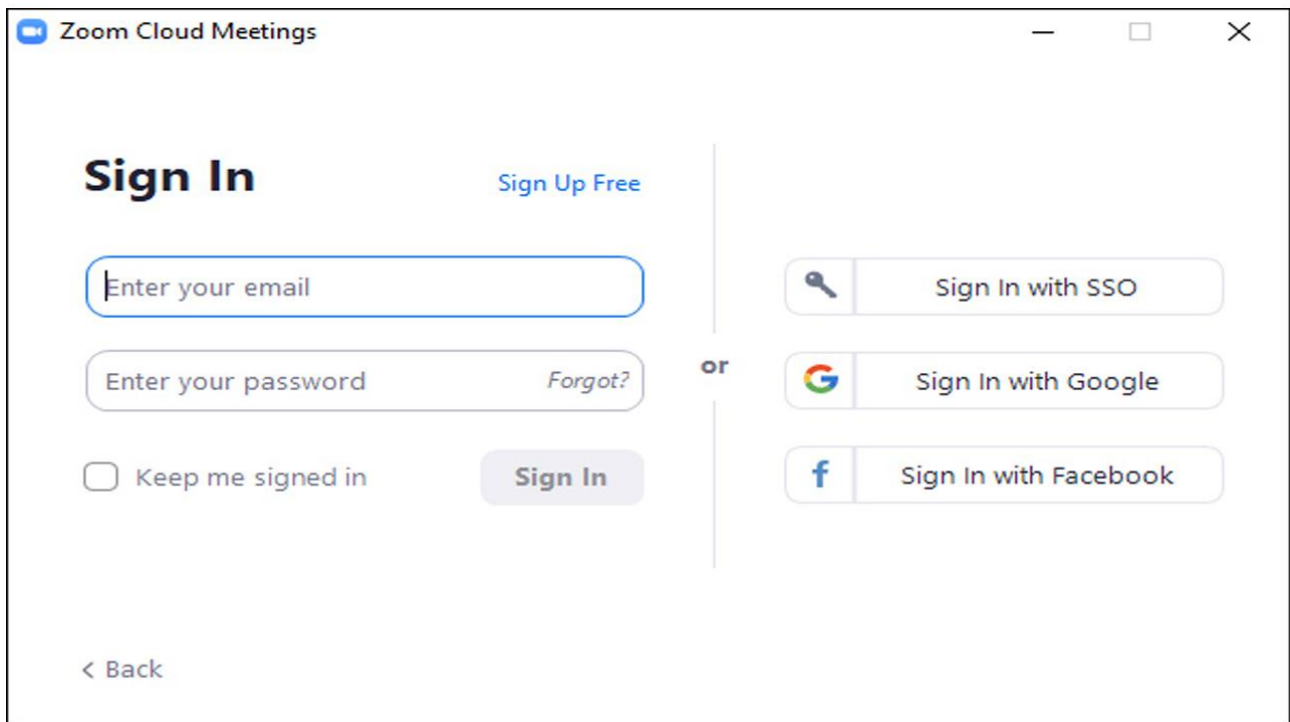 Zoom Cloud Meetings
Sign In
Sign Up Free
Enter your email
Enter your password
Forgot?
Keep me signed in
Sign In
or
Sign In with SSO
Sign In with Google
Sign In with Facebook
< Back